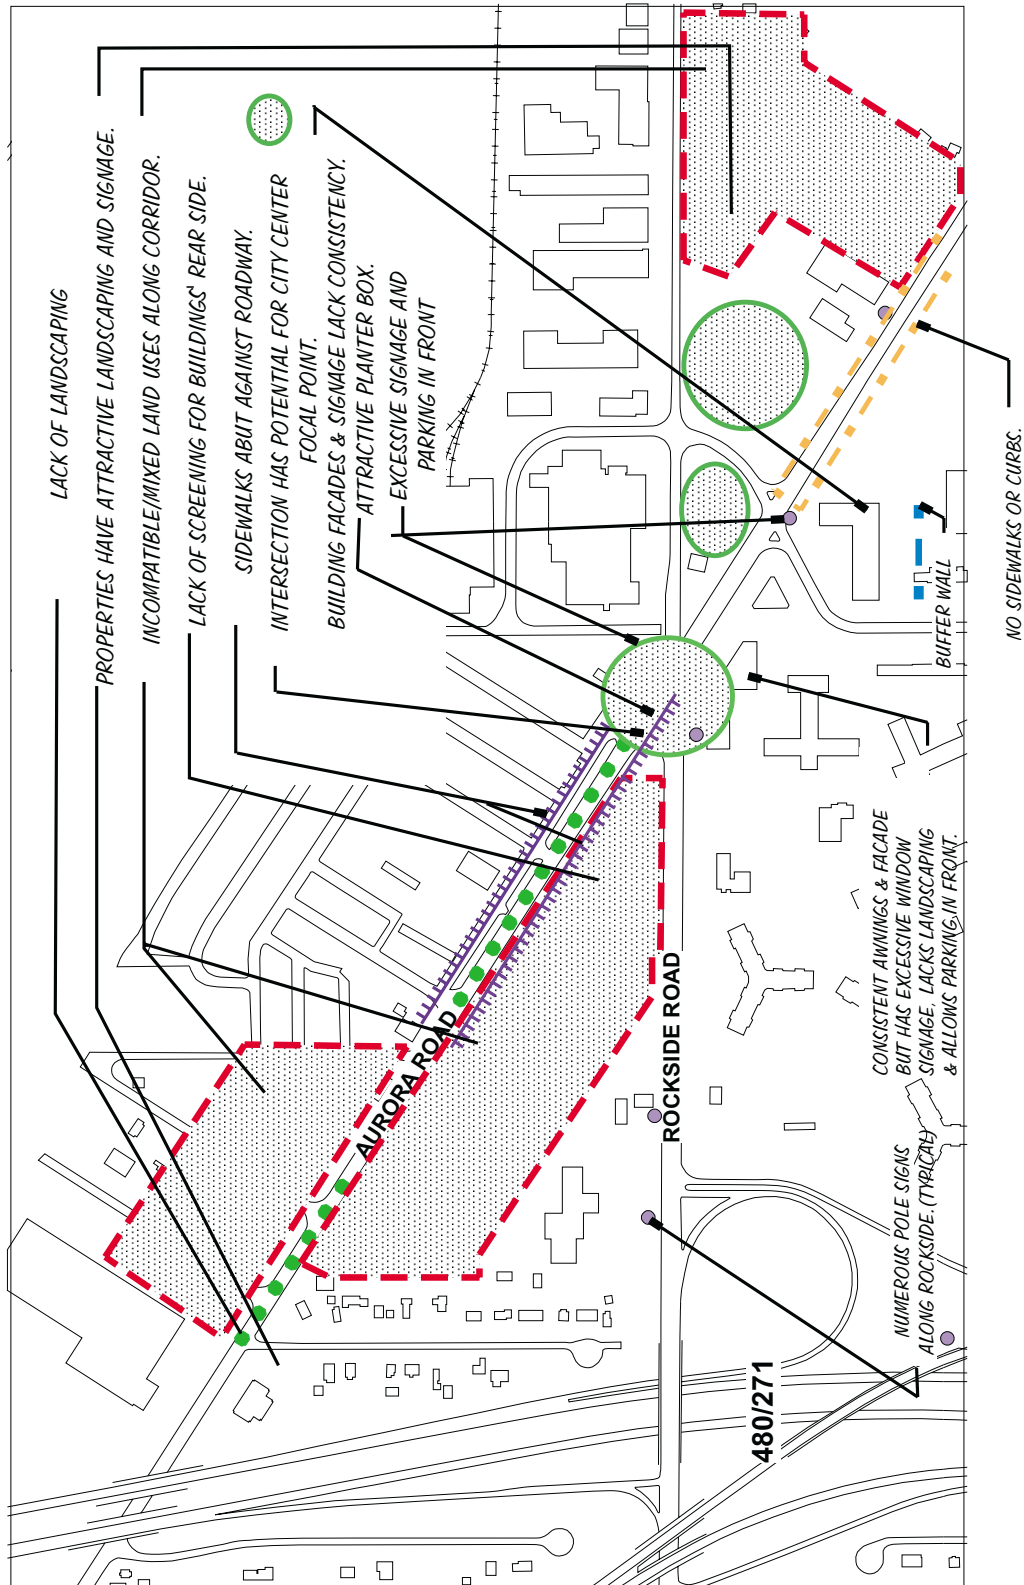 LACK OF LANDSCAPING
PROPERTIES HAVE ATTRACTIVE LANDSCAPING AND SIGNAGE.
INCOMPATIBLE/MIXED LAND USES ALONG CORRIDOR.
LACK OF SCREENING FOR BUILDINGS' REAR SIDE.
SIDEWALKS ABUT AGAINST ROADWAY.
INTERSECTION HAS POTENTIAL FOR CITY CENTER
FOCAL POINT.
BUILDING FACADES & SIGNAGE LACK CONSISTENCY.
ATTRACTIVE PLANTER BOX.
EXCESSIVE SIGNAGE AND
PARKING IN FRONT
AURORA ROAD
ROCKSIDE ROAD
480/271
CONSISTENT AWNINGS & FACADE
BUT HAS EXCESSIVE WINDOW
SIGNAGE, LACKS LANDSCAPING
& ALLOWS PARKING IN FRONT.
NUMEROUS POLE SIGNS
ALONG ROCKSIDE. (TYPICAL)
BUFFER WALL
NO SIDEWALKS OR CURBS.